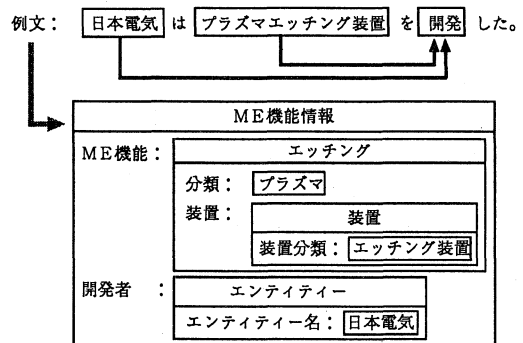 例文： 日本電気 は プラズマエッチング装置 を 開発 した。
ＭＥ機能情報
ＭＥ機能： エッチング
分類： プラズマ
装置： 装置
装置分類： エッチング装置
開発者 ： エンティティー
エンティティー名： 日本電気